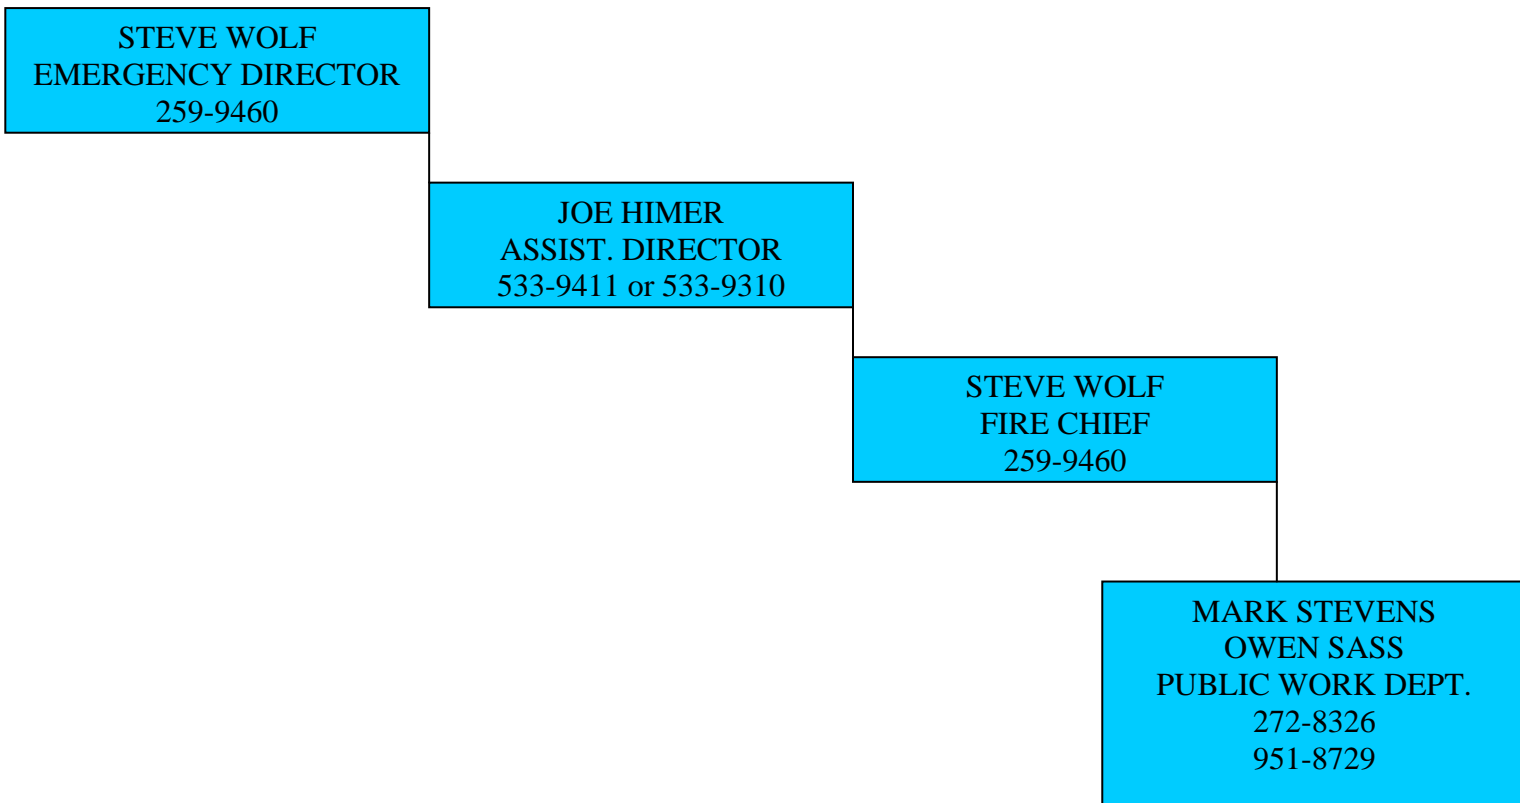 STEVE WOLF
EMERGENCY DIRECTOR
259-9460
JOE HIMER
ASSIST. DIRECTOR
533-9411 or 533-9310
STEVE WOLF
FIRE CHIEF
259-9460
MARK STEVENS
OWEN SASS
PUBLIC WORK DEPT.
272-8326
951-8729